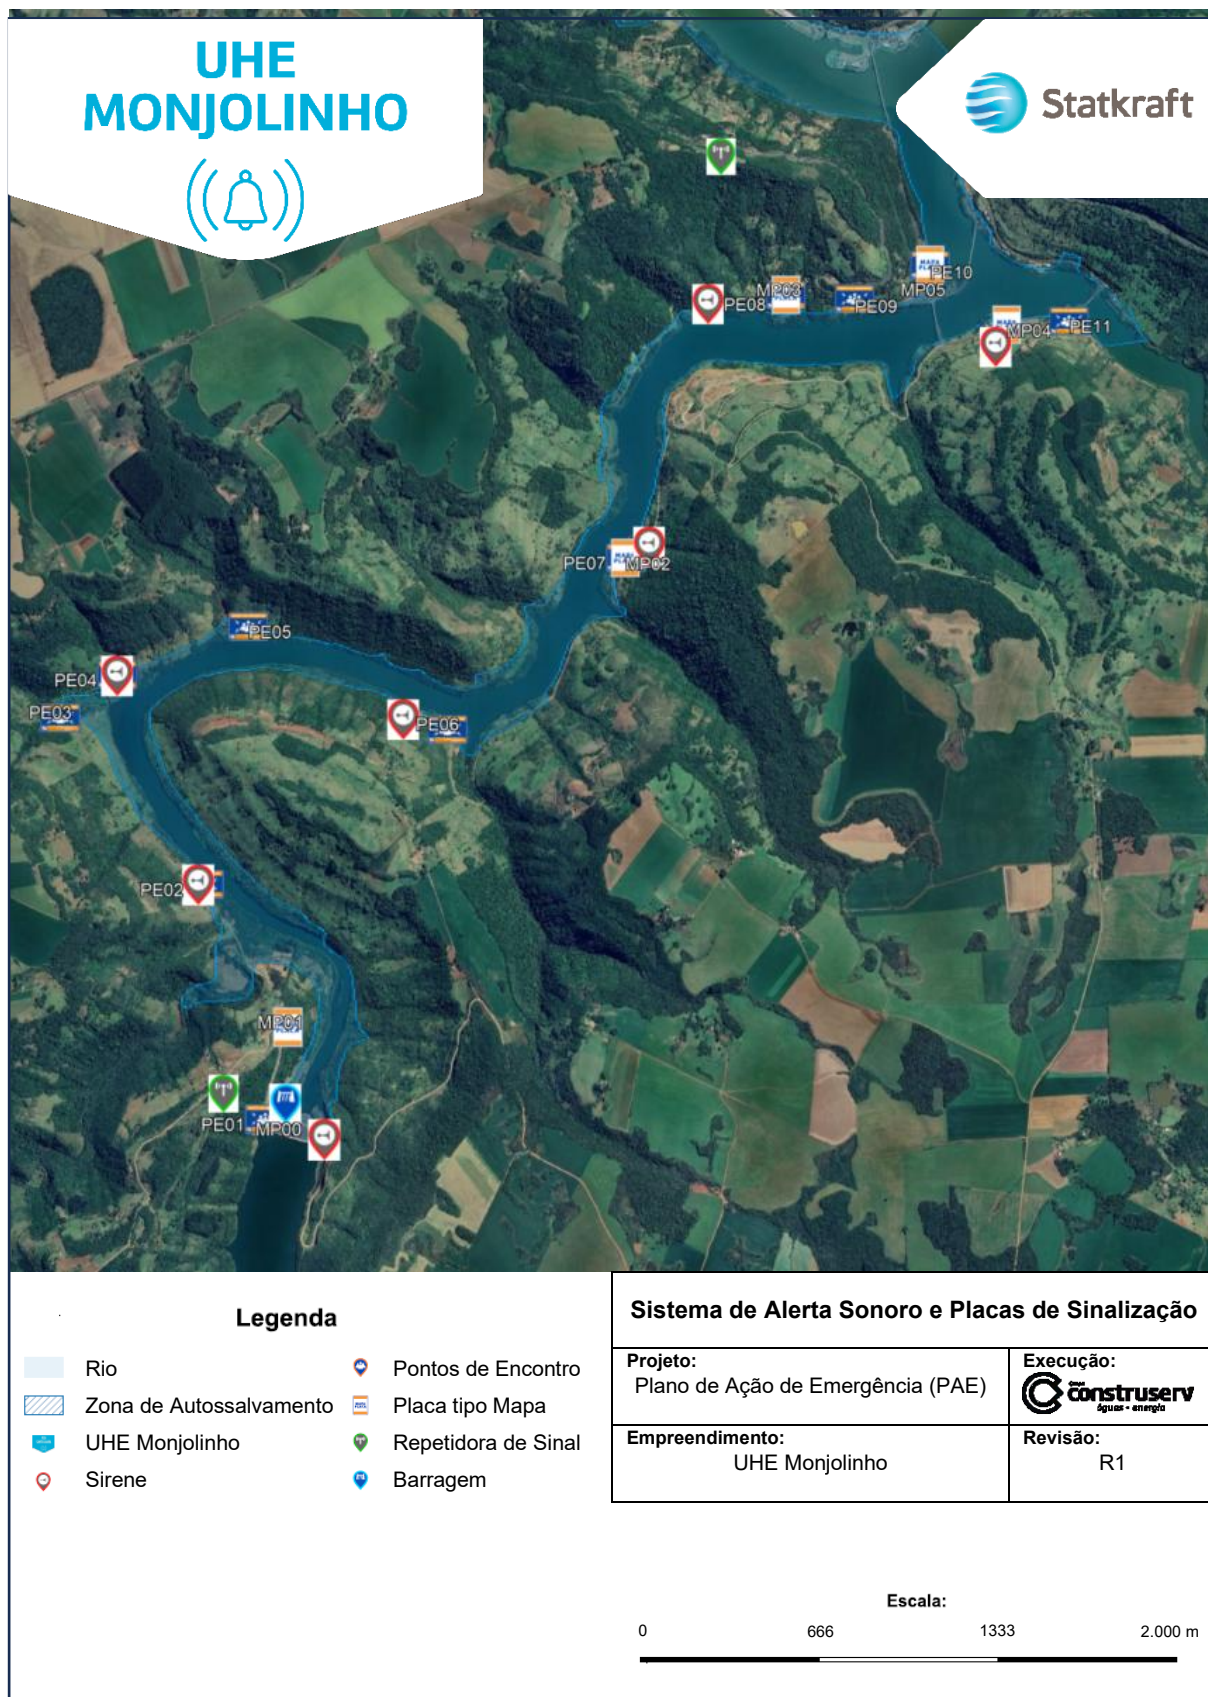 UHE
MONJOLINHO
Statkraft
PE10
MP03
MP05
PE08
PE09
MP04
PE11
PE07
MP02
PE05
PE04
PE03
PE06
PE02
MP01
PE01
MP00
Legenda
Rio
Zona de Autossalvamento
UHE Monjolinho
Sirene
Pontos de Encontro
Placa tipo Mapa
Repetidora de Sinal
Barragem
Sistema de Alerta Sonoro e Placas de Sinalização
Projeto:
Plano de Ação de Emergência (PAE)
Execução:
construserv
águas • energia
Empreendimento:
UHE Monjolinho
Revisão:
R1
Escala:
0 666 1333 2.000 m